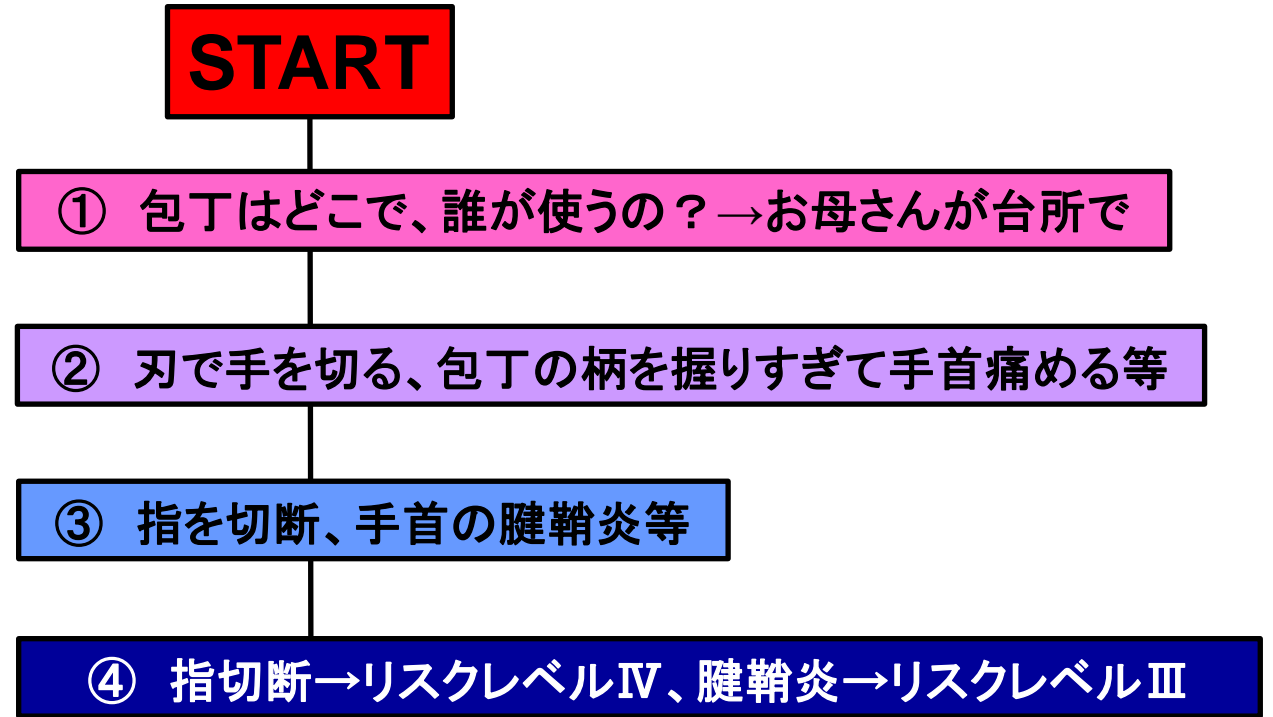 START
① 包丁はどこで、誰が使うの？→お母さんが台所で
② 刃で手を切る、包丁の柄を握りすぎて手首痛める等
③ 指を切断、手首の腱鞘炎等
④ 指切断→リスクレベルⅣ、腱鞘炎→リスクレベルⅢ